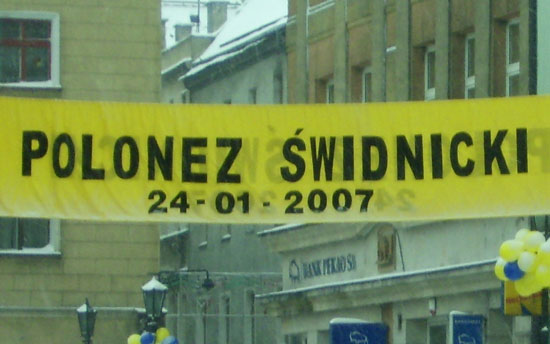 POLONEZ ŚWIDNICKI
24-01-2007
BANK PEKAO SA